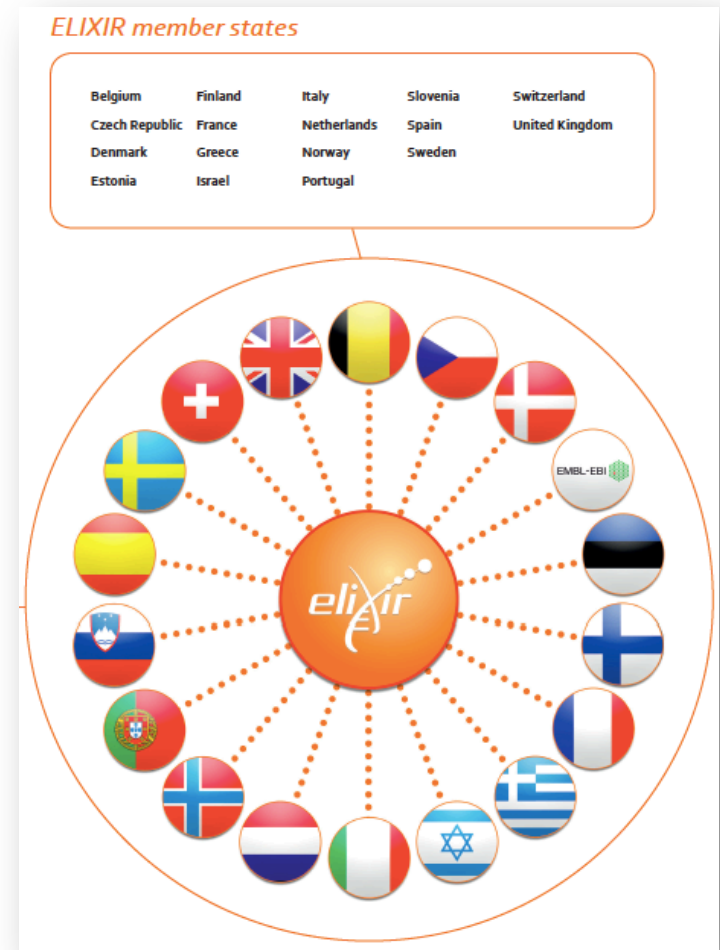 ELIXIR member states
Belgium Finland Italy Slovenia Switzerland
Czech Republic France Netherlands Spain United Kingdom
Denmark Greece Norway Sweden
Estonia Israel Portugal
EMBL-EBI
elixir